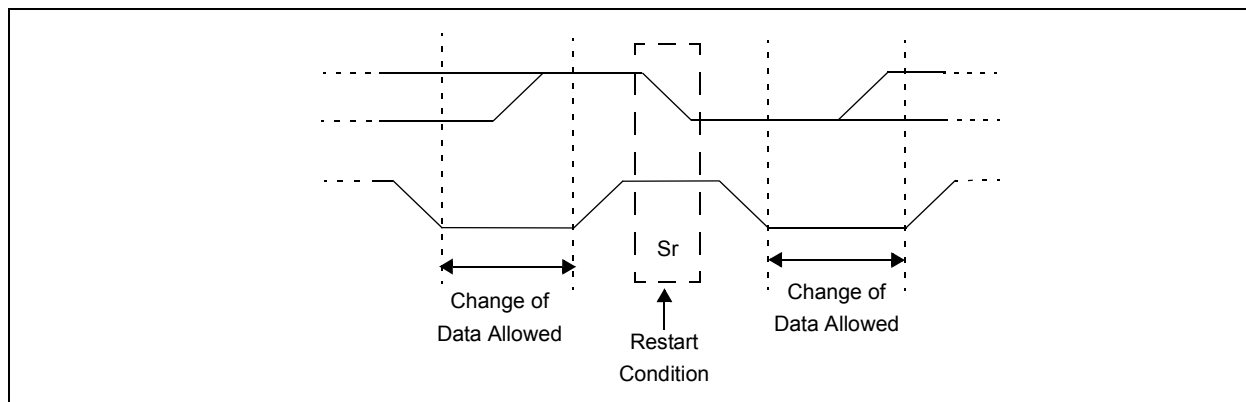 Sr
Change of
Data Allowed
Restart
Condition
Change of
Data Allowed